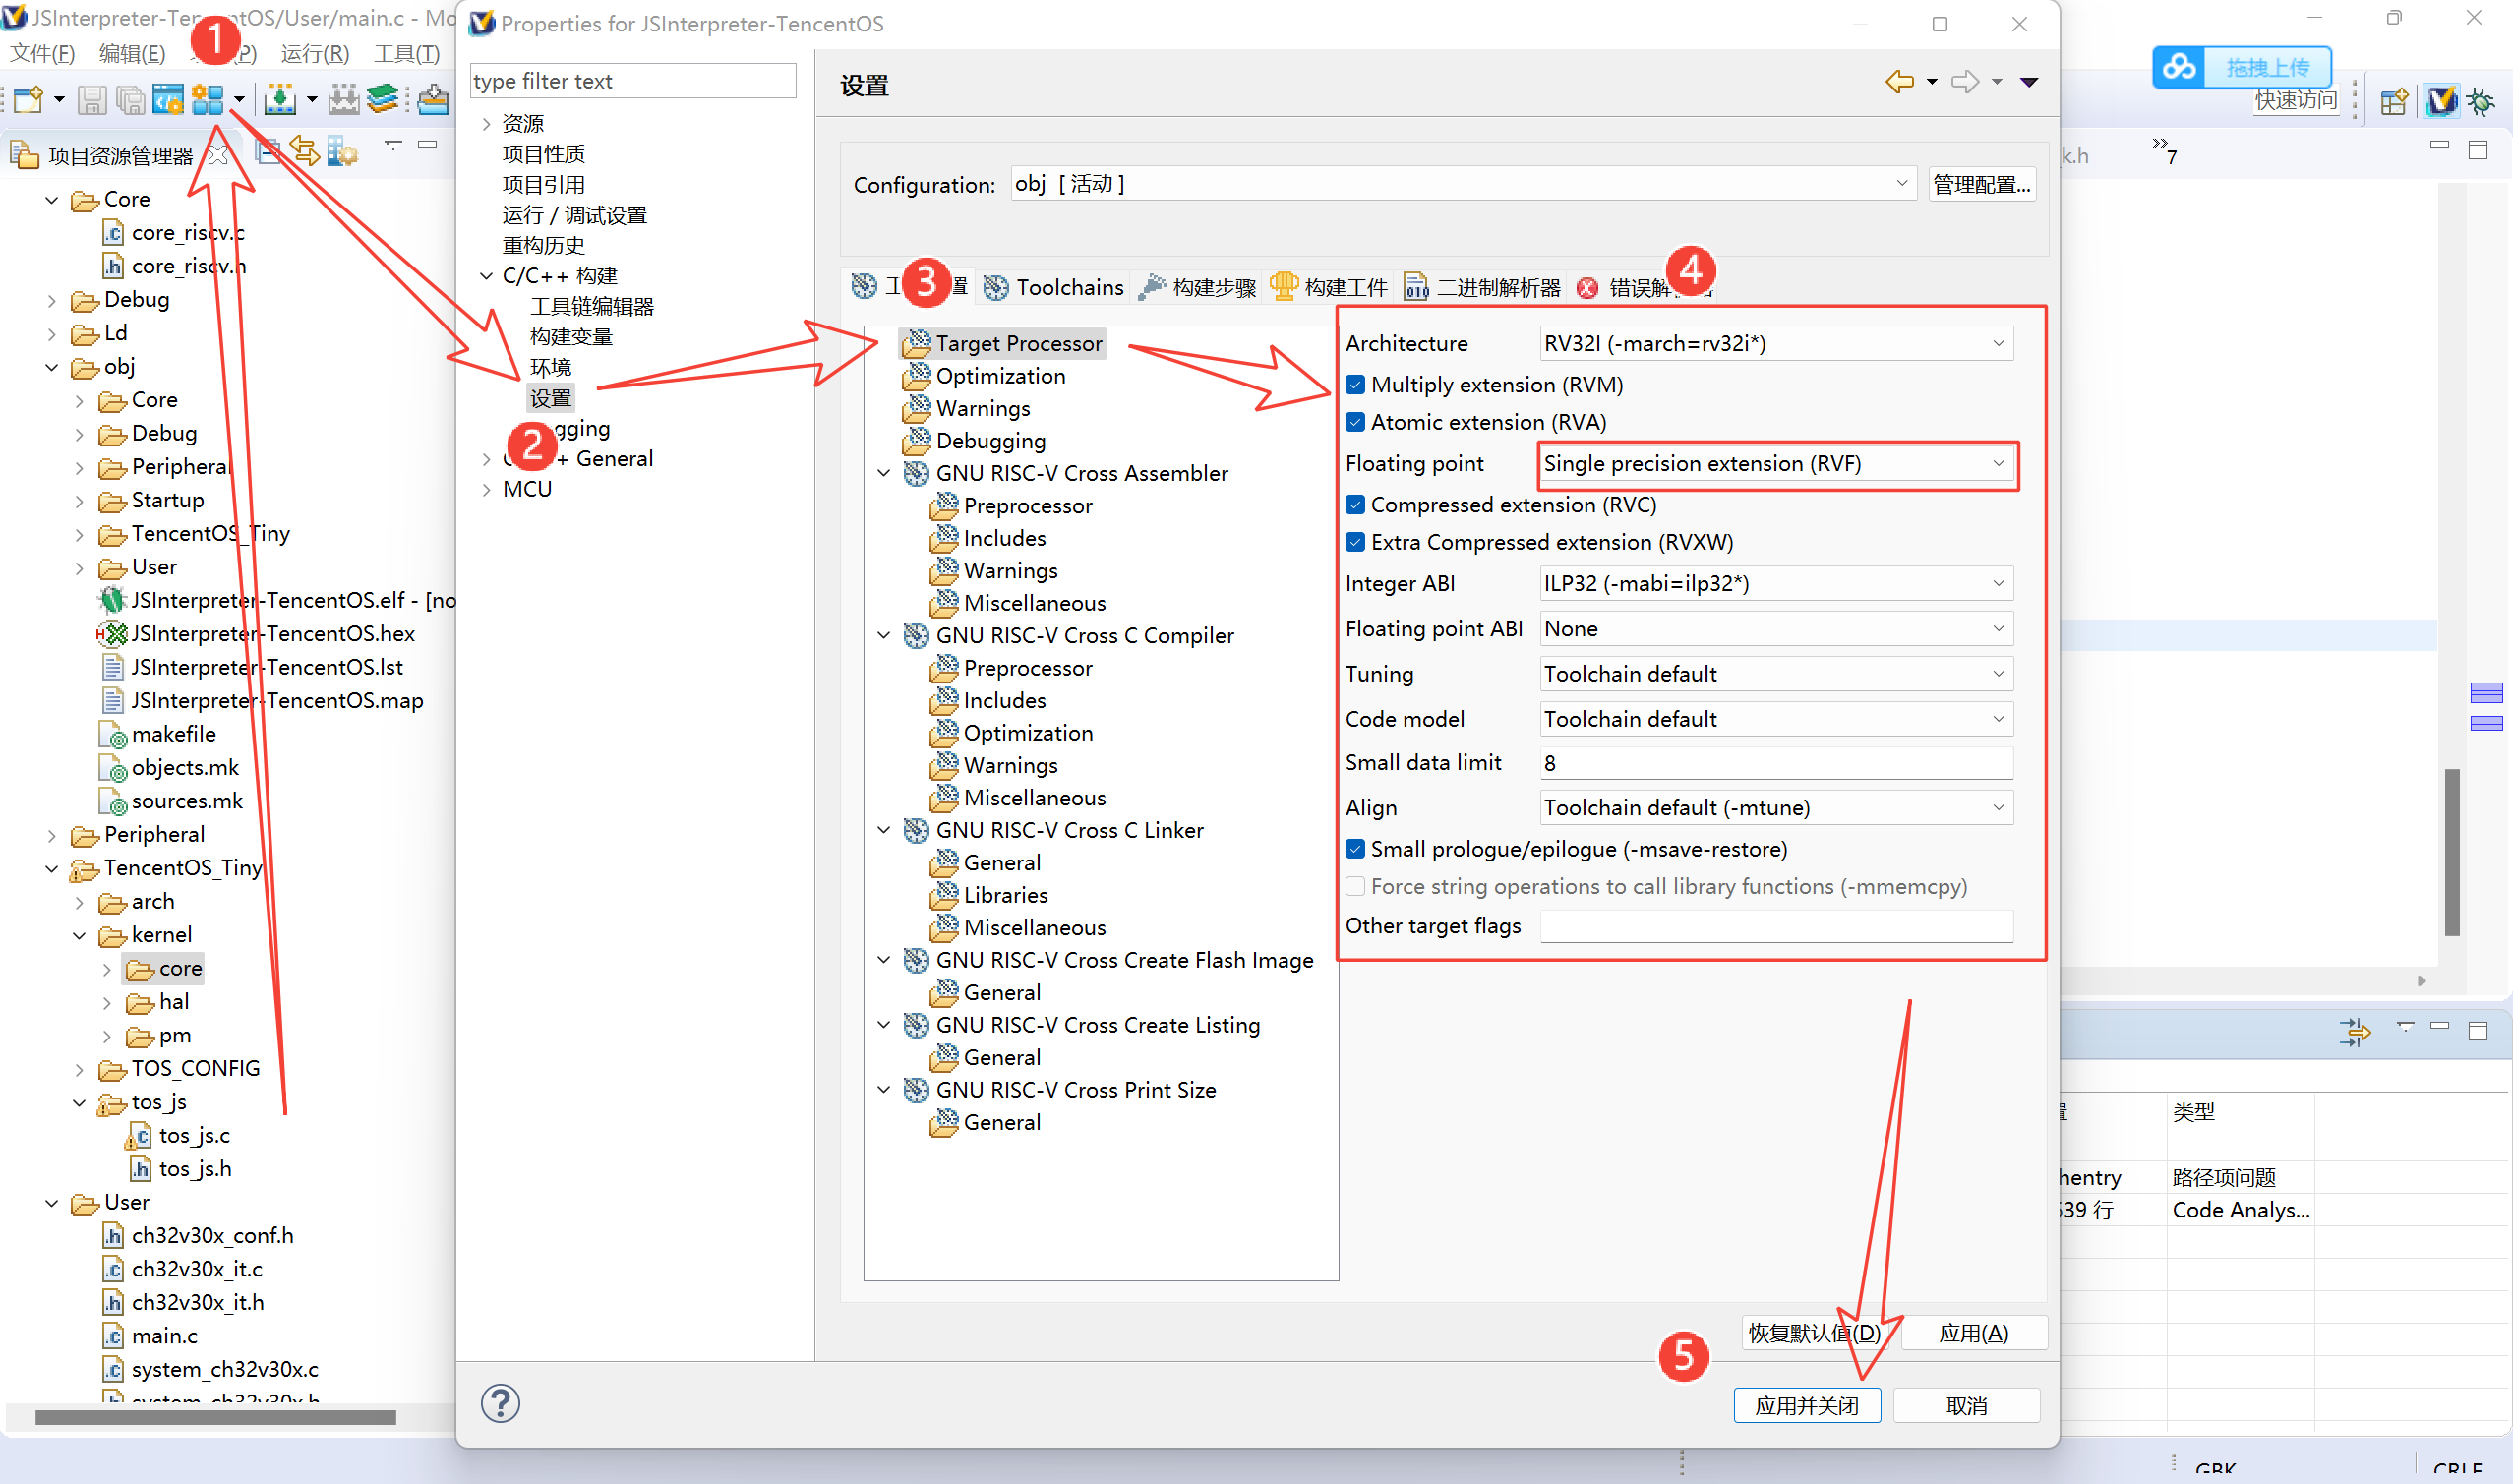 JSInterpreter-TencentOS/User/main.c - Mo
文件(F) 编辑(E) (P) 运行(R) 工具(T)
1
项目资源管理器
Core
core_riscv.c
core_riscv.h
Debug
Ld
obj
Core
Debug
Peripheral
Startup
TencentOS_Tiny
User
JSInterpreter-TencentOS.elf - [no
JSInterpreter-TencentOS.hex
JSInterpreter-TencentOS.lst
JSInterpreter-TencentOS.map
makefile
objects.mk
sources.mk
Peripheral
TencentOS_Tiny
arch
kernel
core
hal
pm
TOS_CONFIG
tos_js
tos_js.c
tos_js.h
User
ch32v30x_conf.h
ch32v30x_it.c
ch32v30x_it.h
main.c
system_ch32v30x.c
system_ch32v30x.h
Properties for JSInterpreter-TencentOS
type filter text
资源
项目性质
项目引用
运行 / 调试设置
重构历史
C/C++ 构建
工具链编辑器
构建变量
环境
设置
gging
2
+ General
MCU
设置
Configuration: obj [ 活动 ] 管理配置...
3
4
Toolchains 构建步骤 构建工件 二进制解析器 错误解
Target Processor
Optimization
Warnings
Debugging
GNU RISC-V Cross Assembler
Preprocessor
Includes
Warnings
Miscellaneous
GNU RISC-V Cross C Compiler
Preprocessor
Includes
Optimization
Warnings
Miscellaneous
GNU RISC-V Cross C Linker
General
Libraries
Miscellaneous
GNU RISC-V Cross Create Flash Image
General
GNU RISC-V Cross Create Listing
General
GNU RISC-V Cross Print Size
General
Architecture RV32I (-march=rv32i*)
Multiply extension (RVM)
Atomic extension (RVA)
Floating point Single precision extension (RVF)
Compressed extension (RVC)
Extra Compressed extension (RVXW)
Integer ABI ILP32 (-mabi=ilp32*)
Floating point ABI None
Tuning Toolchain default
Code model Toolchain default
Small data limit 8
Align Toolchain default (-mtune)
Small prologue/epilogue (-msave-restore)
Force string operations to call library functions (-mmemcpy)
Other target flags
恢复默认值(D) 应用(A)
5
应用并关闭 取消
拖拽上传
快速访问
k.h
»7
类型
hentry 路径项问题
539 行 Code Analys...
GBK CRLF